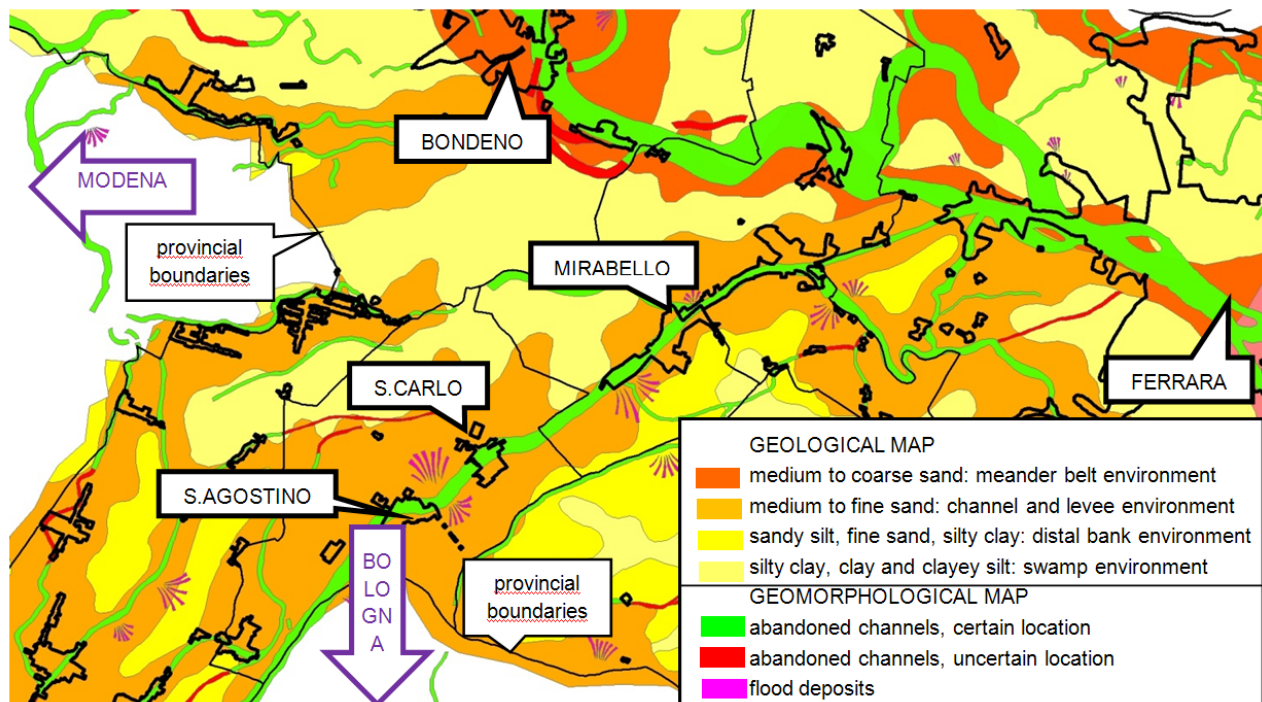 BONDENO
MODENA
provincial
boundaries
MIRABELLO
S.CARLO
FERRARA
S.AGOSTINO
BO
LO
GN
A
provincial
boundaries
GEOLOGICAL MAP
medium to coarse sand: meander belt environment
medium to fine sand: channel and levee environment
sandy silt, fine sand, silty clay: distal bank environment
silty clay, clay and clayey silt: swamp environment
GEOMORPHOLOGICAL MAP
abandoned channels, certain location
abandoned channels, uncertain location
flood deposits